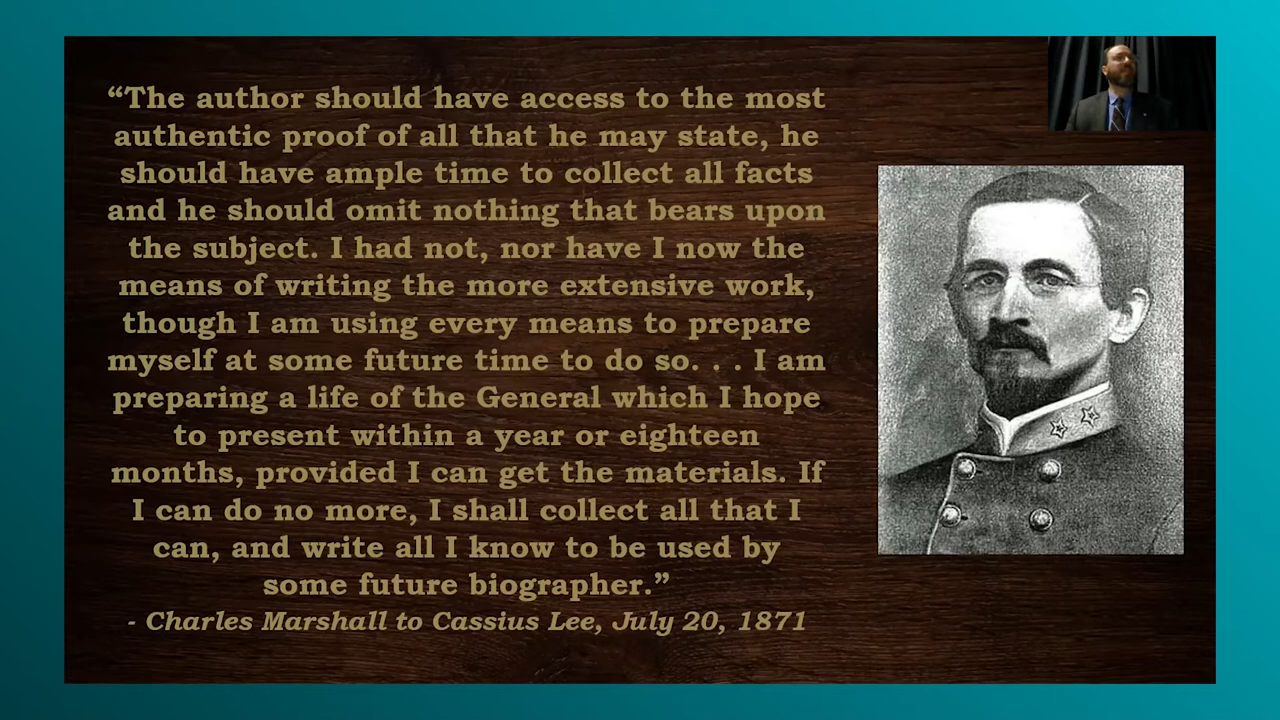 “The author should have access to the most
authentic proof of all that he may state, he
should have ample time to collect all facts
and he should omit nothing that bears upon
the subject. I had not, nor have I now the
means of writing the more extensive work,
though I am using every means to prepare
myself at some future time to do so. . . I am
preparing a life of the General which I hope
to present within a year or eighteen
months, provided I can get the materials. If
I can do no more, I shall collect all that I
can, and write all I know to be used by
some future biographer.”
- Charles Marshall to Cassius Lee, July 20, 1871